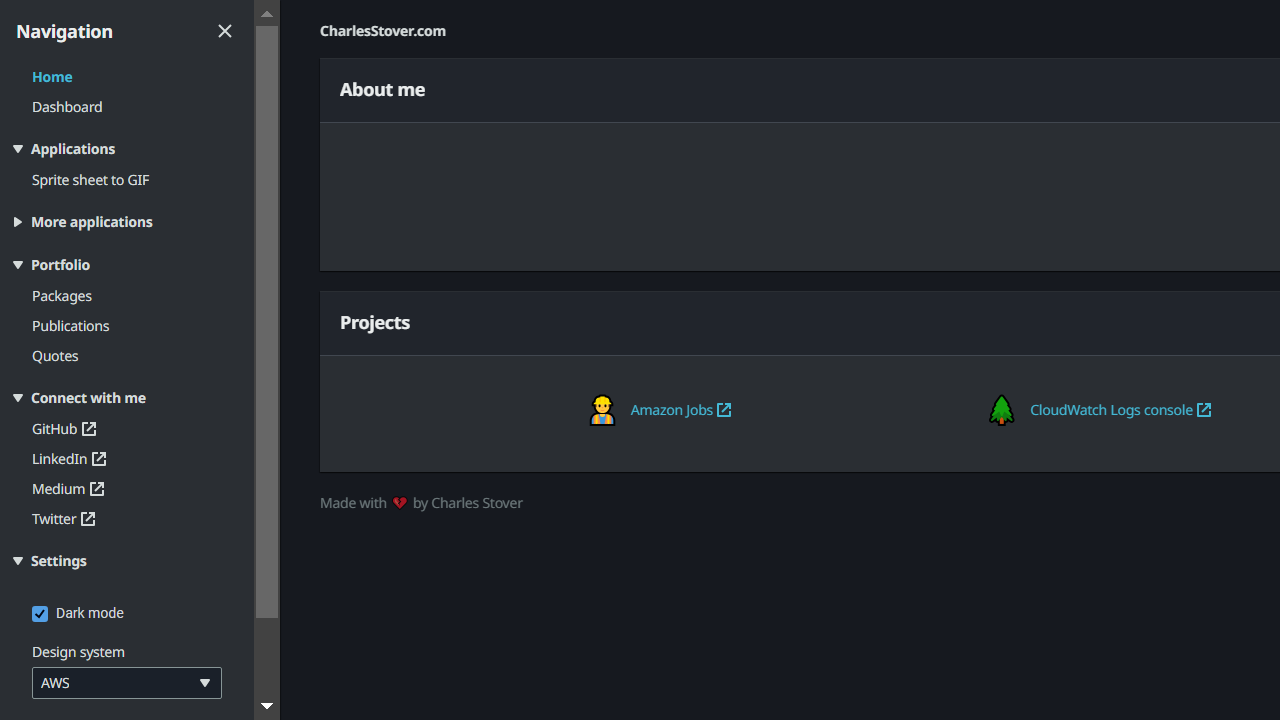 Navigation
Home
Dashboard
Applications
Sprite sheet to GIF
More applications
Portfolio
Packages
Publications
Quotes
Connect with me
GitHub
LinkedIn
Medium
Twitter
Settings
Dark mode
Design system
AWS
CharlesStover.com
About me
Projects
Amazon Jobs
CloudWatch Logs console
Made with 💔 by Charles Stover